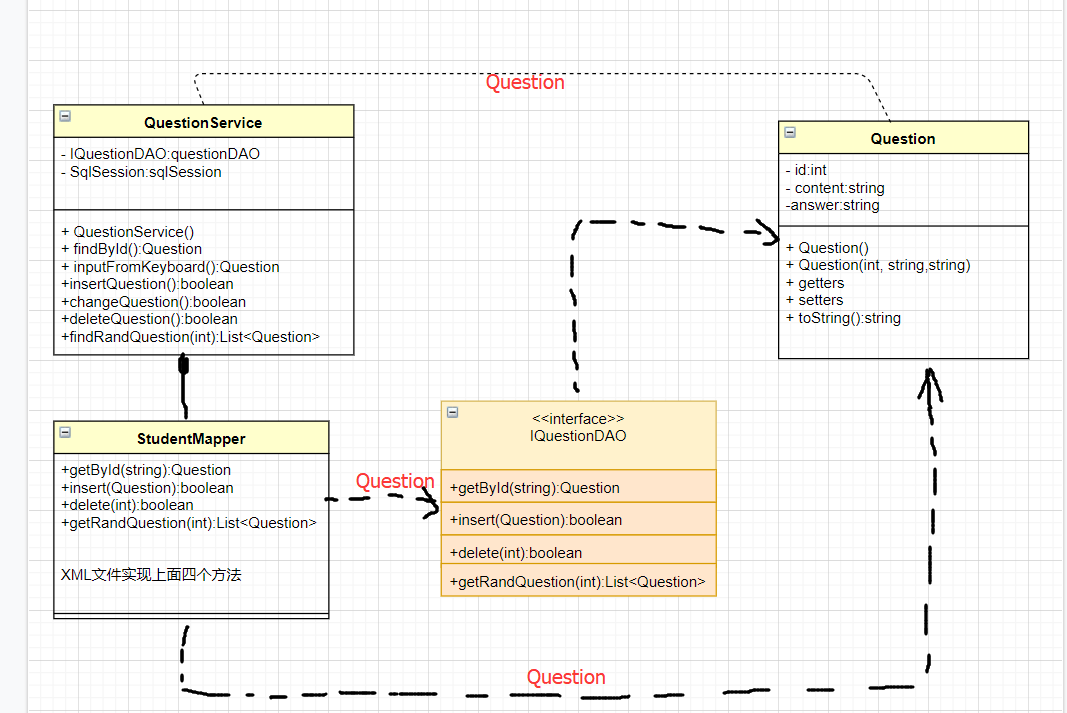 Question
QuestionService
- IQuestionDAO:questionDAO
- SqlSession:sqlSession
+ QuestionService()
+ findById():Question
+ inputFromKeyboard():Question
+insertQuestion():boolean
+changeQuestion():boolean
+deleteQuestion():boolean
+findRandQuestion(int):List<Question>
Question
- id:int
- content:string
-answer:string
+ Question()
+ Question(int, string,string)
+ getters
+ setters
+ toString():string
StudentMapper
+getById(string):Question
+insert(Question):boolean
+delete(int):boolean
+getRandQuestion(int):List<Question>
XML文件实现上面四个方法
Question
<<interface>>
IQuestionDAO
+getById(string):Question
+insert(Question):boolean
+delete(int):boolean
+getRandQuestion(int):List<Question>
Question